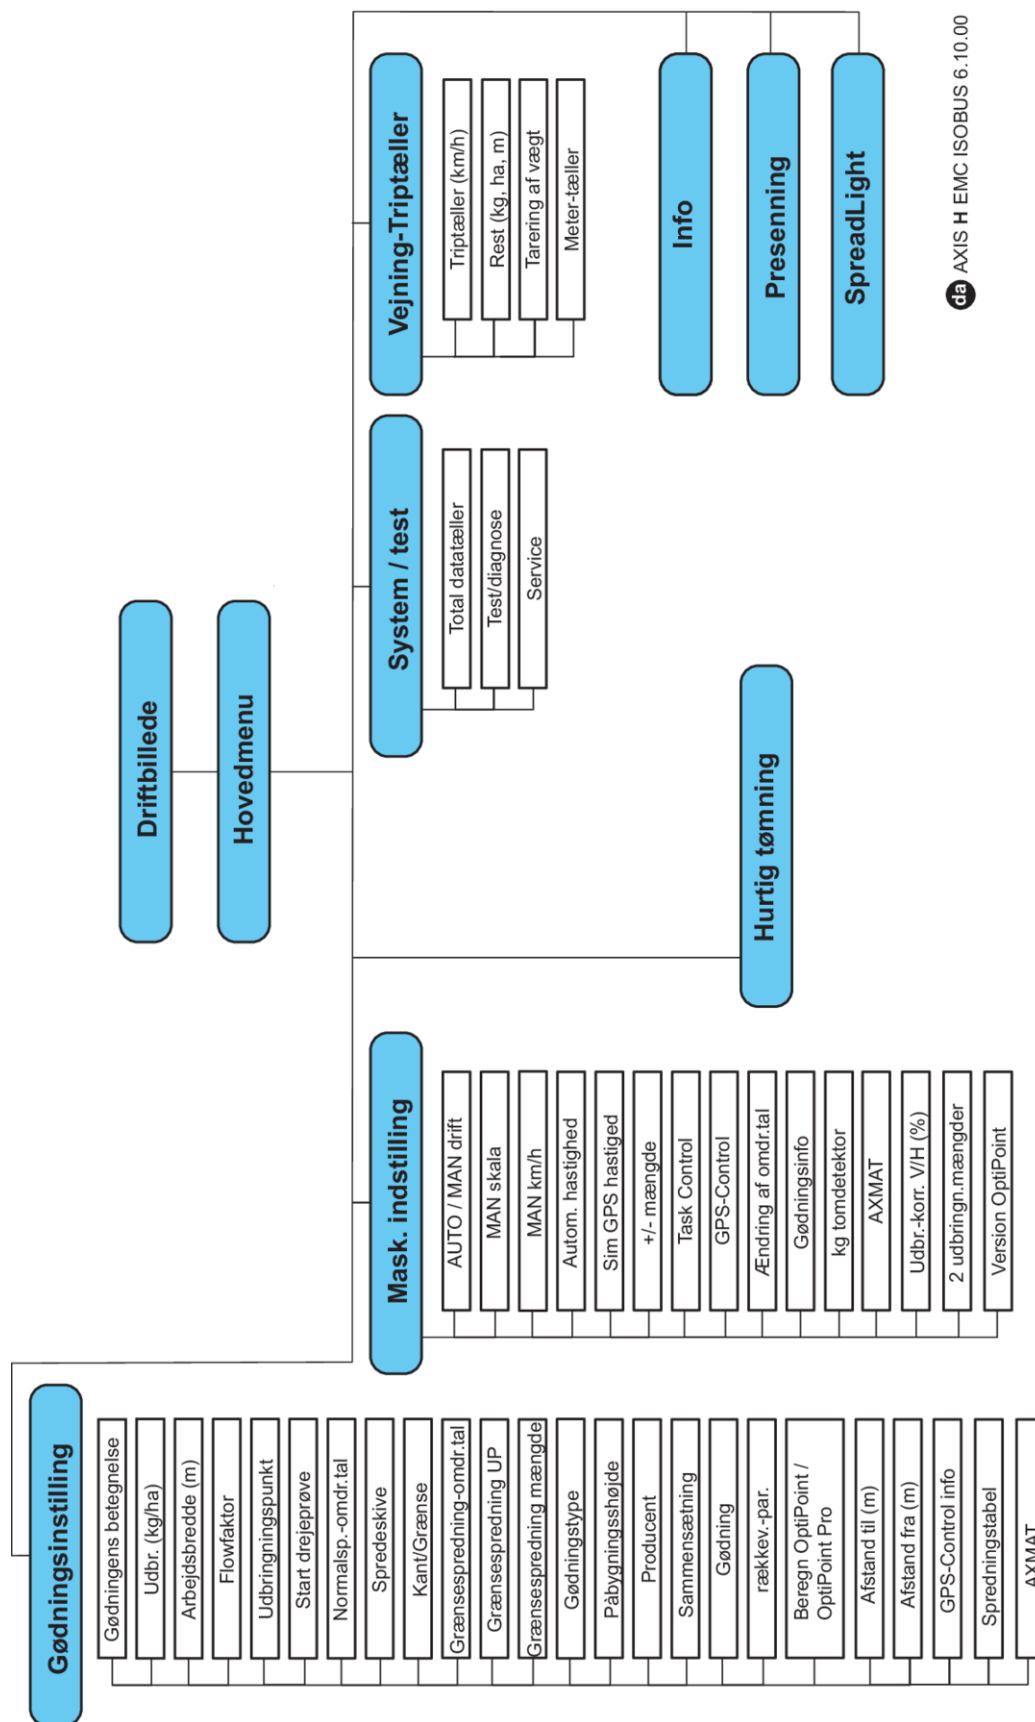 Driftbillede
Hovedmenu
Gødningsinstilling
Gødningens betegnelse
Udbr. (kg/ha)
Arbejdsbredde (m)
Flowfaktor
Udbringningspunkt
Start drejeprøve
Normalsp.-omdr.tal
Spredeskive
Kant/Grænse
Grænsespredning-omdr.tal
Grænsespredning UP
Grænsespredning mængde
Gødningstype
Påbygningsshøjde
Producent
Sammensætning
Gødning
rækkev.-par.
Beregn OptiPoint /
OptiPoint Pro
Afstand til (m)
Afstand fra (m)
GPS-Control info
Spredningstabel
AXMAT
Mask. indstilling
AUTO / MAN drift
MAN skala
MAN km/h
Autom. hastighed
Sim GPS hastiged
+/- mængde
Task Control
GPS-Control
Ændring af omdr.tal
Gødningsinfo
kg tomdetektor
AXMAT
Udbr.-korr. V/H (%)
2 udbringn.mængder
Version OptiPoint
Hurtig tømning
System / test
Total datatæller
Test/diagnose
Service
Vejning-Triptæller
Triptæller (km/h)
Rest (kg, ha, m)
Tarering af vægt
Meter-tæller
Info
Presenning
SpreadLight
da AXIS H EMC ISOBUS 6.10.00